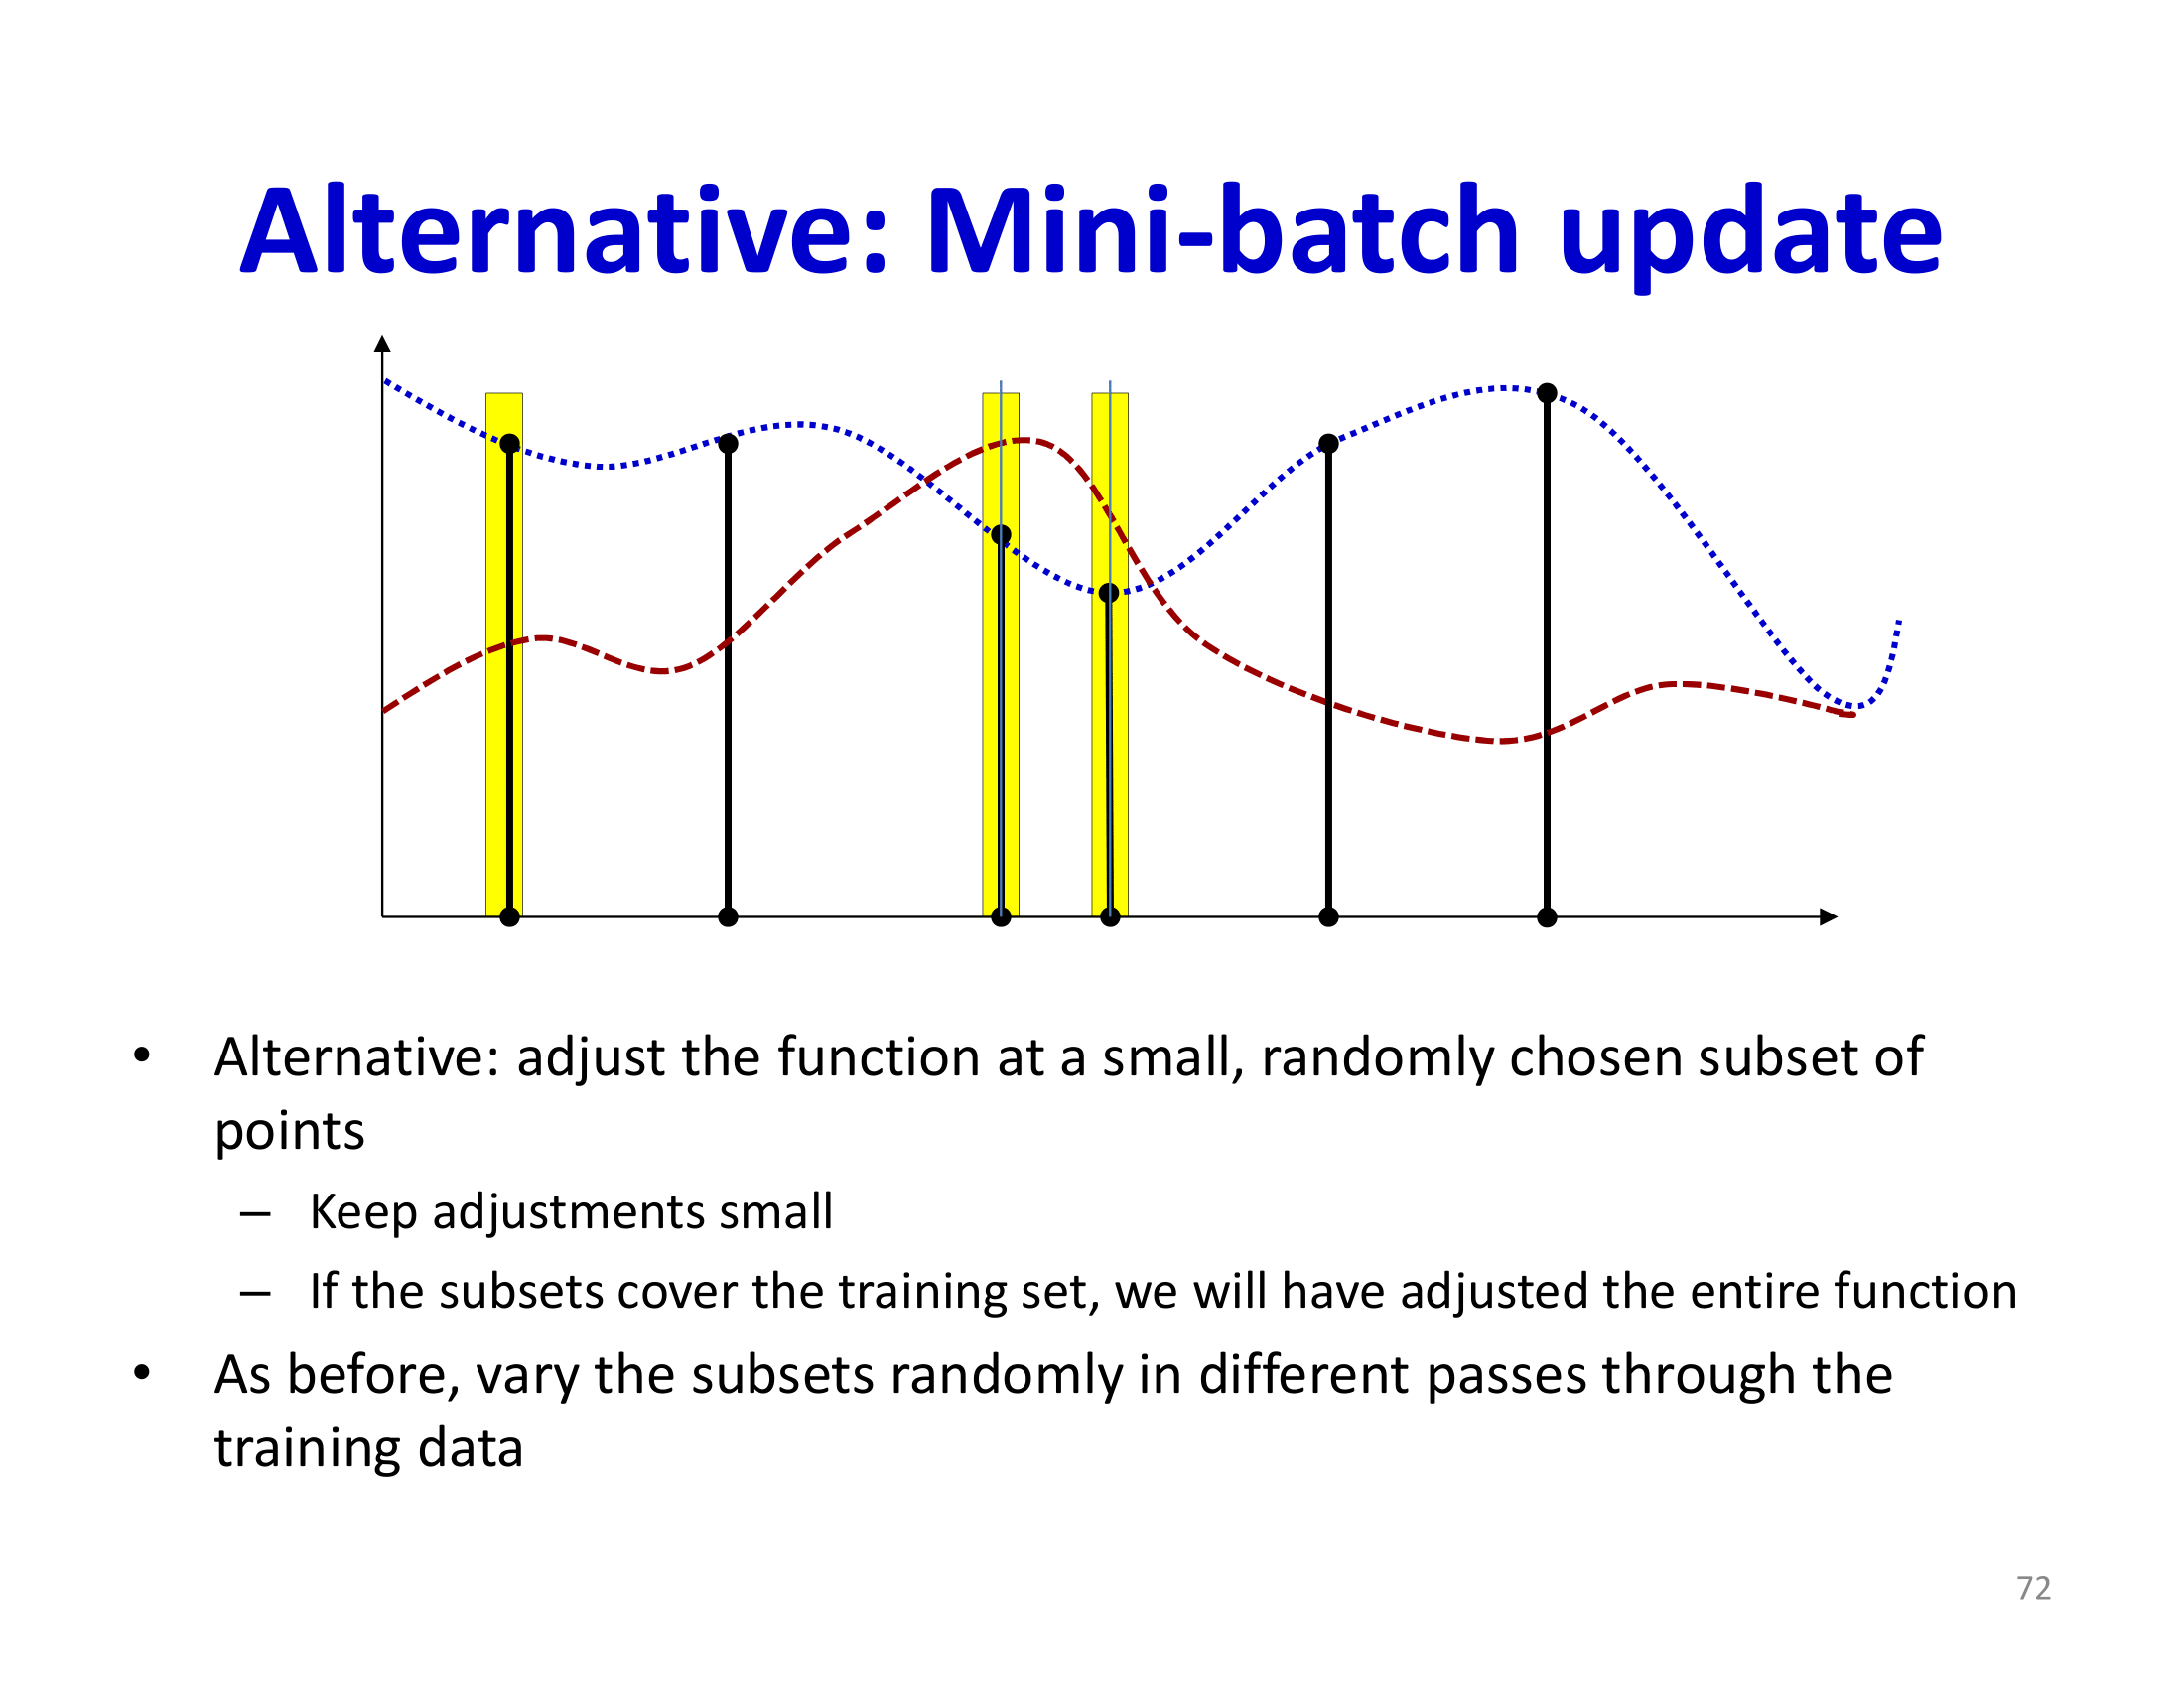 Alternative: Mini-batch update
• Alternative: adjust the function at a small, randomly chosen subset of
points
– Keep adjustments small
– If the subsets cover the training set, we will have adjusted the entire function
• As before, vary the subsets randomly in different passes through the
training data
72